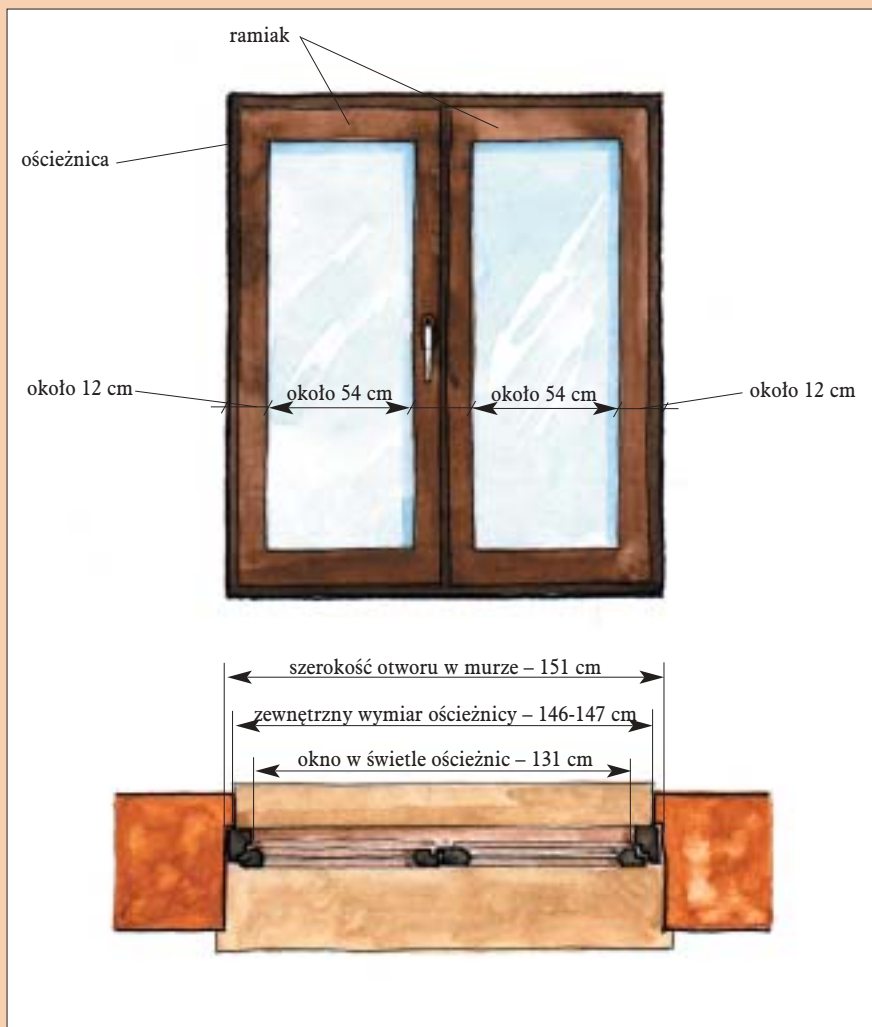 ramiak
ościeżnica
około 12 cm
około 54 cm
około 54 cm
około 12 cm
szerokość otworu w murze – 151 cm
zewnętrzny wymiar ościeżnicy – 146-147 cm
okno w świetle ościeżnic – 131 cm